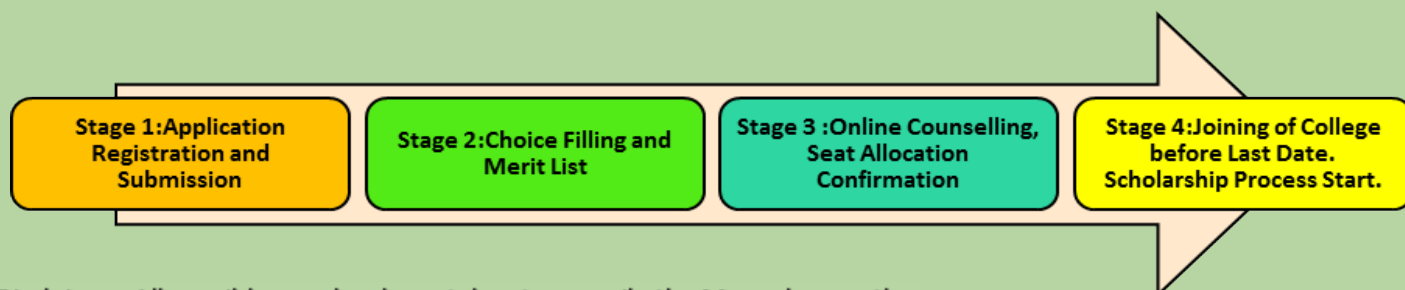 Stage 1:Application
Registration and
Submission
Stage 2:Choice Filling and
Merit List
Stage 3 :Online Counselling,
Seat Allocation
Confirmation
Stage 4:Joining of College
before Last Date.
Scholarship Process Start.